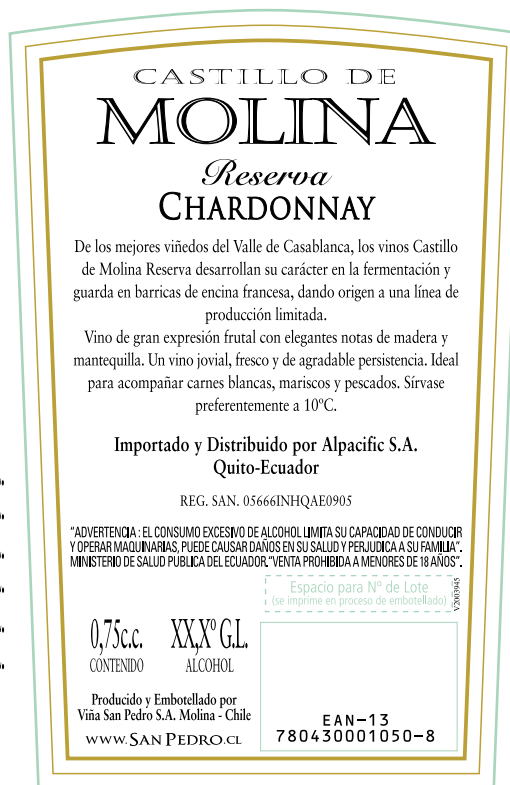 CASTILLO DE
MOLINA
Reserva
CHARDONNAY
De los mejores viñedos del Valle de Casablanca, los vinos Castillo
de Molina Reserva desarrollan su carácter en la fermentación y
guarda en barricas de encina francesa, dando origen a una línea de
producción limitada.
Vino de gran expresión frutal con elegantes notas de madera y
mantequilla. Un vino jovial, fresco y de agradable persistencia. Ideal
para acompañar carnes blancas, mariscos y pescados. Sírvase
preferentemente a 10ºC.
Importado y Distribuido por Alpacific S.A.
Quito-Ecuador
REG. SAN. 05666INHQAE0905
"ADVERTENCIA : EL CONSUMO EXCESIVO DE ALCOHOL LIMITA SU CAPACIDAD DE CONDUCIR
Y OPERAR MAQUINARIAS, PUEDE CAUSAR DAÑOS EN SU SALUD Y PERJUDICA A SU FAMILIA".
MINISTERIO DE SALUD PUBLICA DEL ECUADOR."VENTA PROHIBIDA A MENORES DE 18 AÑOS".
Espacio para Nº de Lote
(se imprime en proceso de embotellado)
V2003945
0,75c.c. XX,Xº G.L.
CONTENIDO ALCOHOL
Producido y Embotellado por
Viña San Pedro S.A. Molina - Chile
WWW.SAN PEDRO.CL
EAN-13
780430001050-8